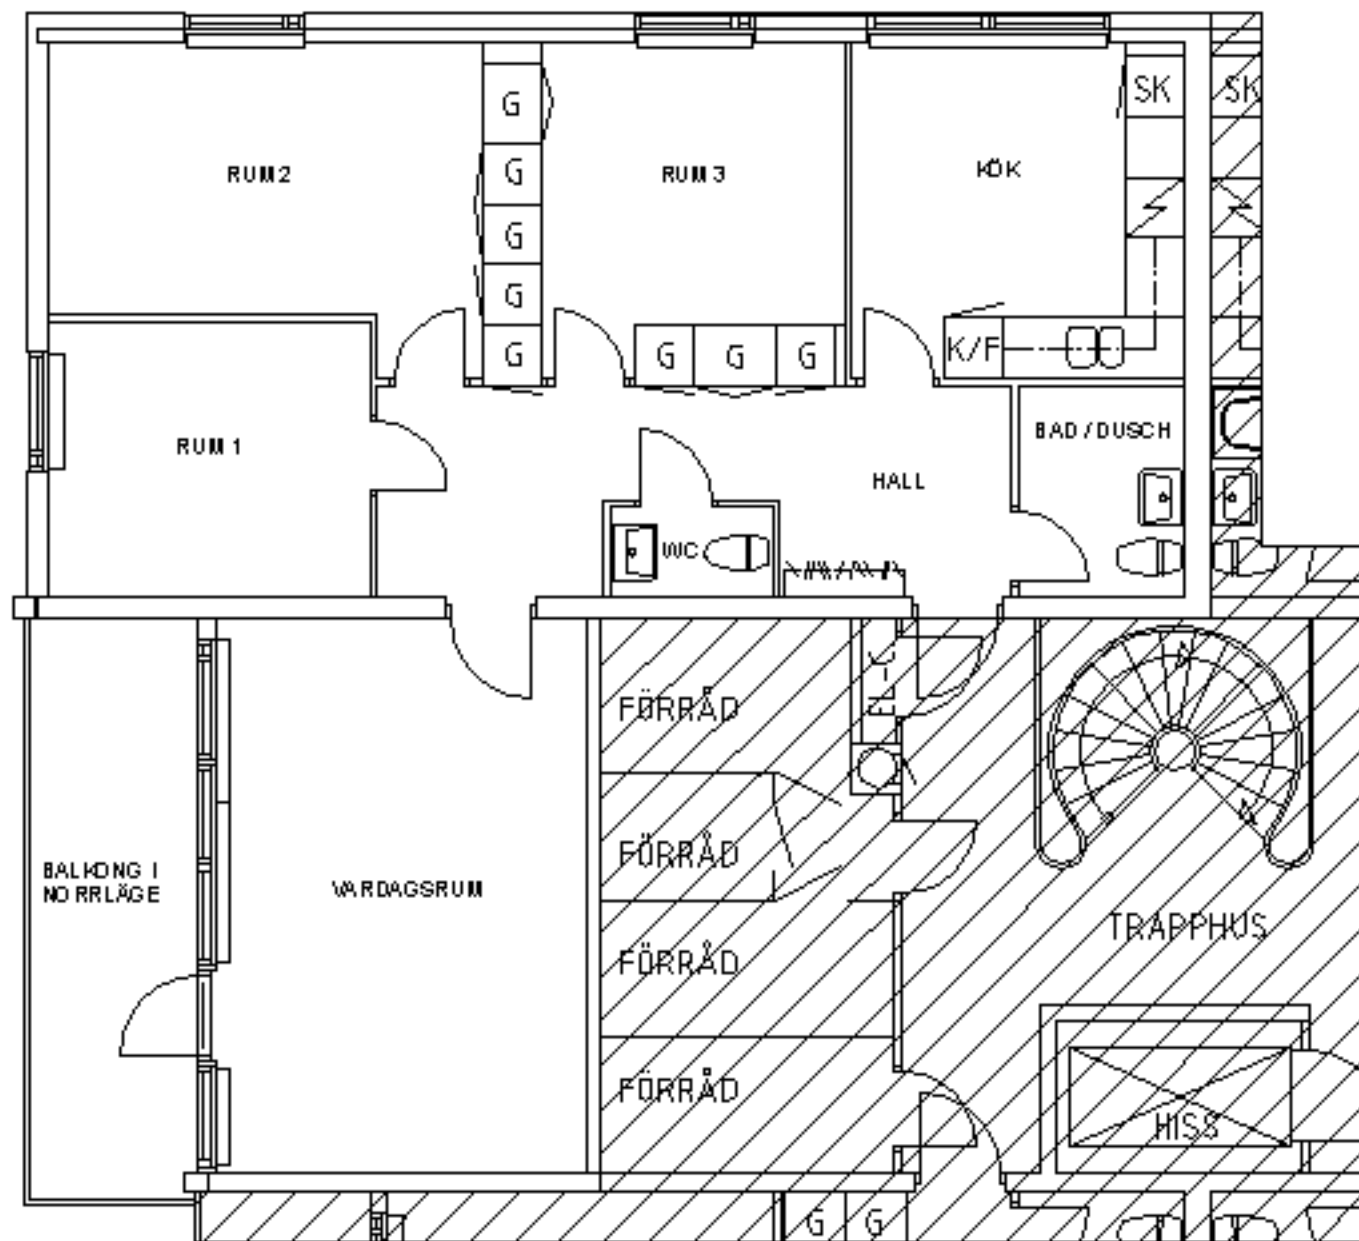 G
SK
SK
RUM 2
G
RUM 3
KÖK
G
G
G
G
G
G
K/F
RUM 1
BAD / DUSCH
HALL
WC
FÖRRÅD
FÖRRÅD
BALKONG I
NORRLÄGE
VARDAGSRUM
TRAPPHUS
FÖRRÅD
FÖRRÅD
HISS
G
G